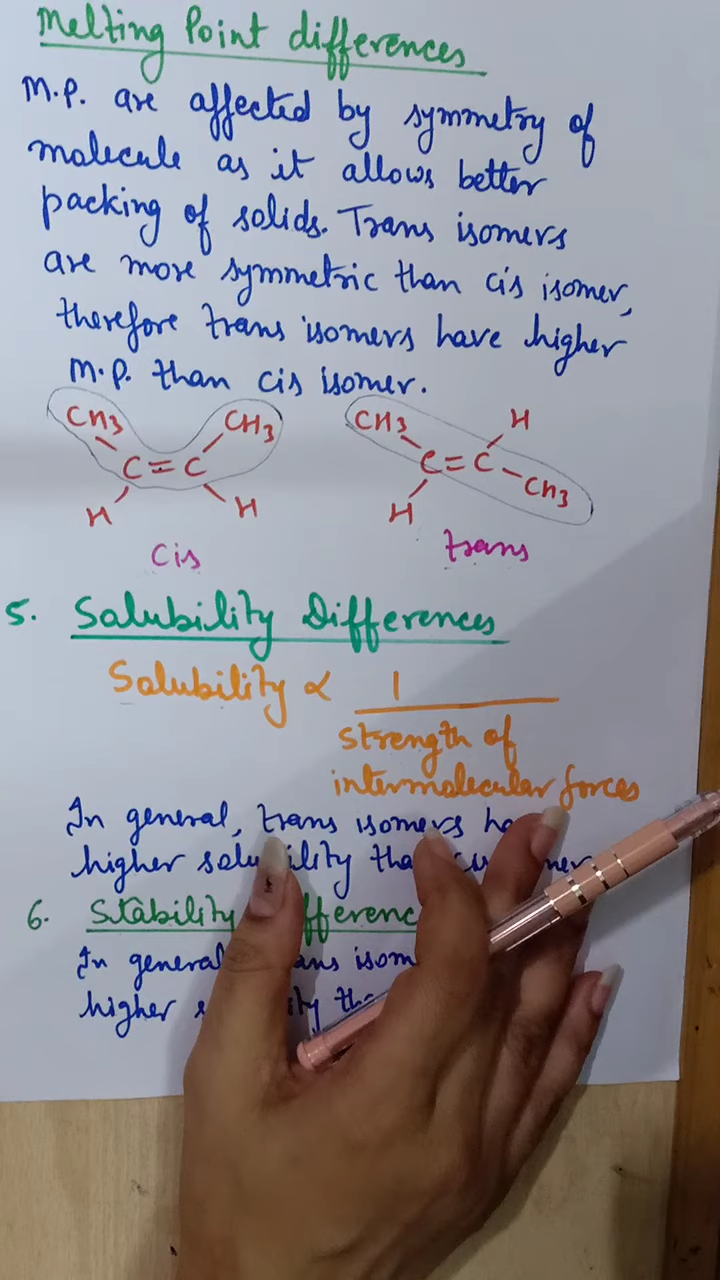 Melting Point differences
M.P. are affected by symmetry of
molecule as it allows better
packing of solids. Trans isomers
are more symmetric than cis isomer,
therefore trans isomers have higher
M.P. than cis isomer.
CH3 CH3 CH3 H
C=C C=C
H H H CH3
cis trans
5. Solubility Differences
Solubility ∝ 1
strength of
intermolecular forces
In general, trans isomers
higher solubility
6. Stability
In general
higher